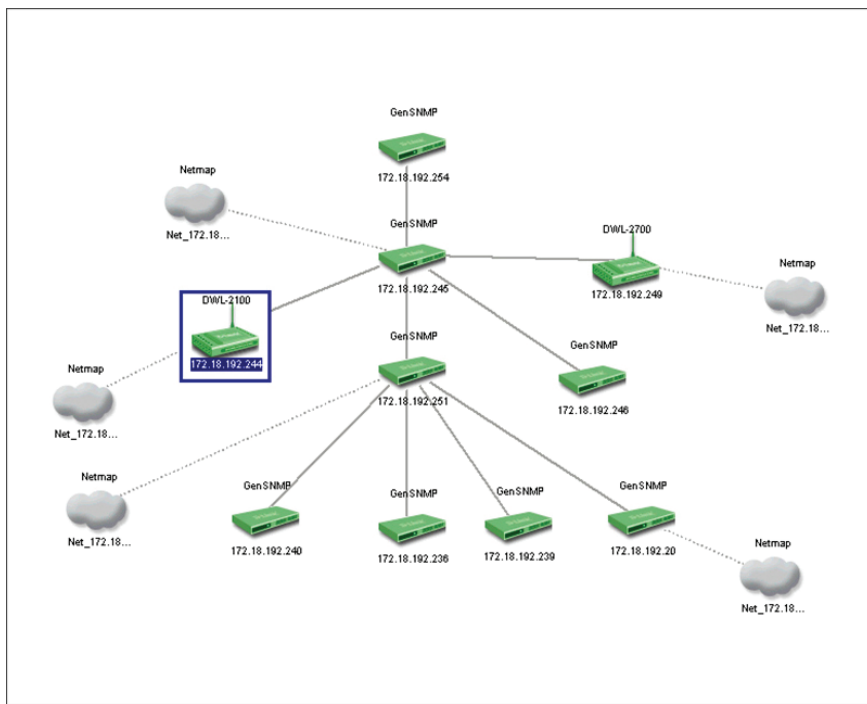 GenSNMP
172.18.192.254
Netmap
Net_172.18...
GenSNMP
172.18.192.245
DWL-2700
172.18.192.249
Netmap
Net_172.18...
DWL-2100
172.18.192.244
GenSNMP
172.18.192.251
GenSNMP
172.18.192.246
Netmap
Net_172.18...
Netmap
Net_172.18...
GenSNMP
172.18.192.240
GenSNMP
172.18.192.236
GenSNMP
172.18.192.239
GenSNMP
172.18.192.20
Netmap
Net_172.18...